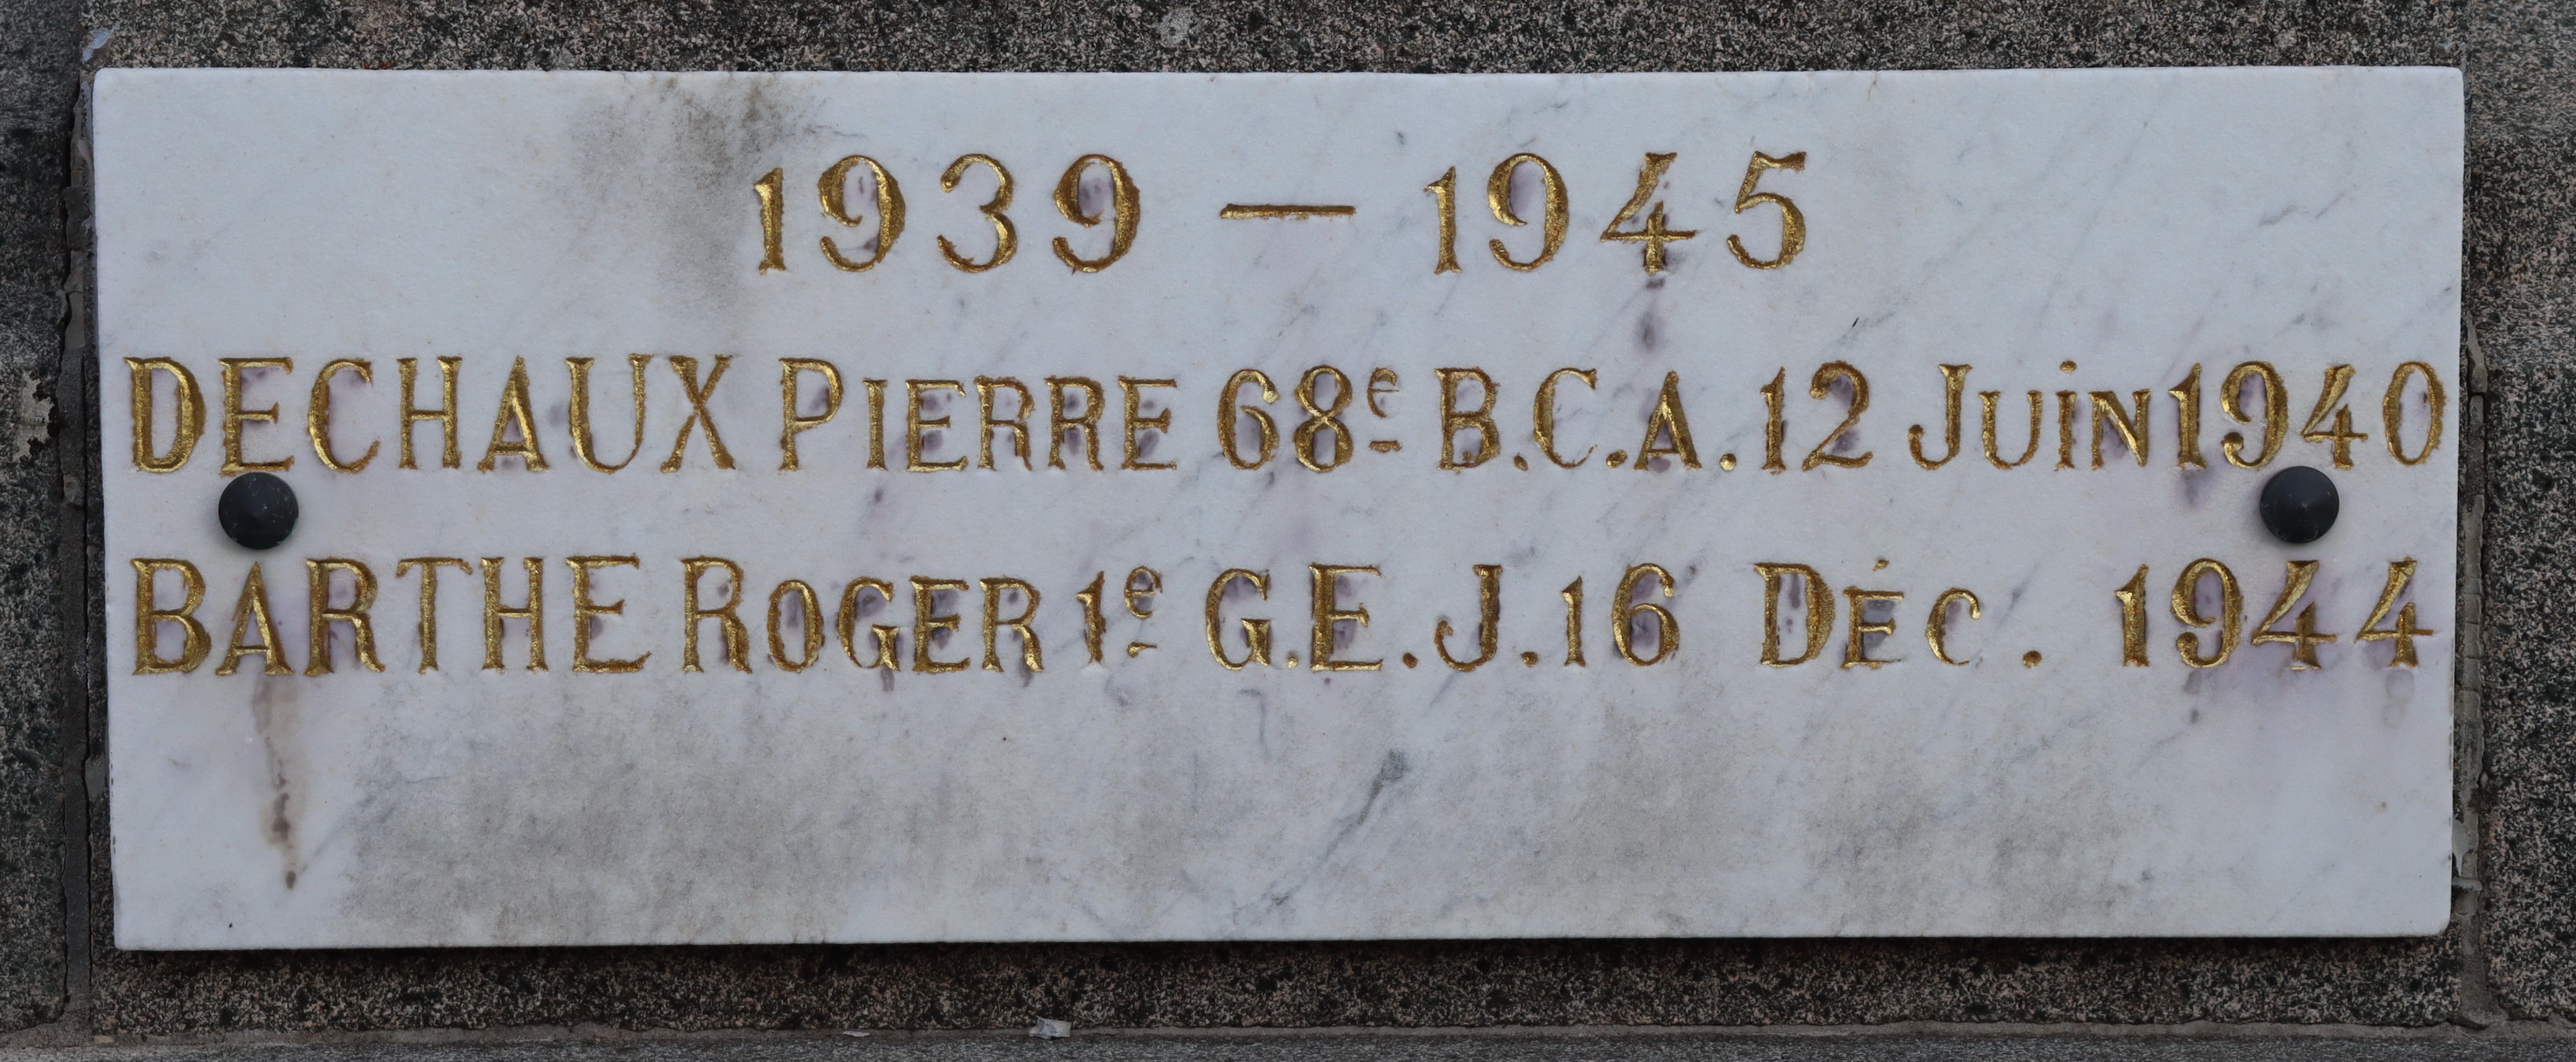 1939 — 1945
DECHAUX PIERRE 68e B.C.A. 12 JUIN 1940
BARTHE ROGER 1e G.E.J. 16 DÉC. 1944